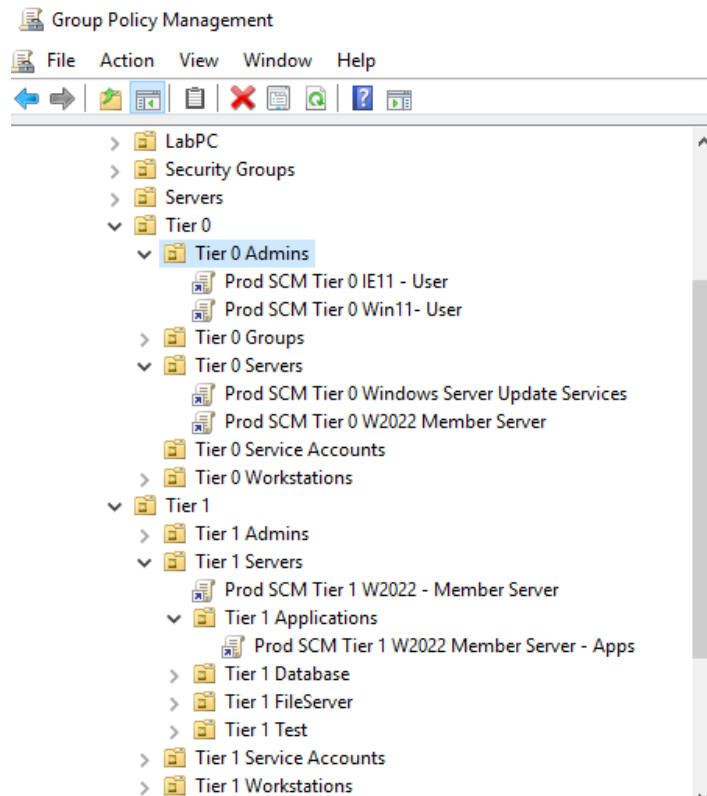 Group Policy Management
File Action View Window Help
LabPC
Security Groups
Servers
Tier 0
Tier 0 Admins
Prod SCM Tier 0 IE11 - User
Prod SCM Tier 0 Win11- User
Tier 0 Groups
Tier 0 Servers
Prod SCM Tier 0 Windows Server Update Services
Prod SCM Tier 0 W2022 Member Server
Tier 0 Service Accounts
Tier 0 Workstations
Tier 1
Tier 1 Admins
Tier 1 Servers
Prod SCM Tier 1 W2022 - Member Server
Tier 1 Applications
Prod SCM Tier 1 W2022 Member Server - Apps
Tier 1 Database
Tier 1 FileServer
Tier 1 Test
Tier 1 Service Accounts
Tier 1 Workstations